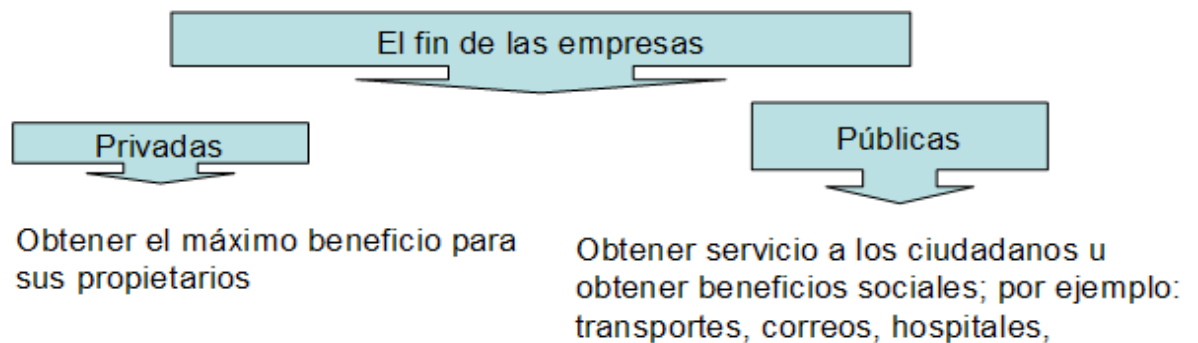 El fin de las empresas
Privadas
Públicas
Obtener el máximo beneficio para
sus propietarios
Obtener servicio a los ciudadanos u
obtener beneficios sociales; por ejemplo:
transportes, correos, hospitales,